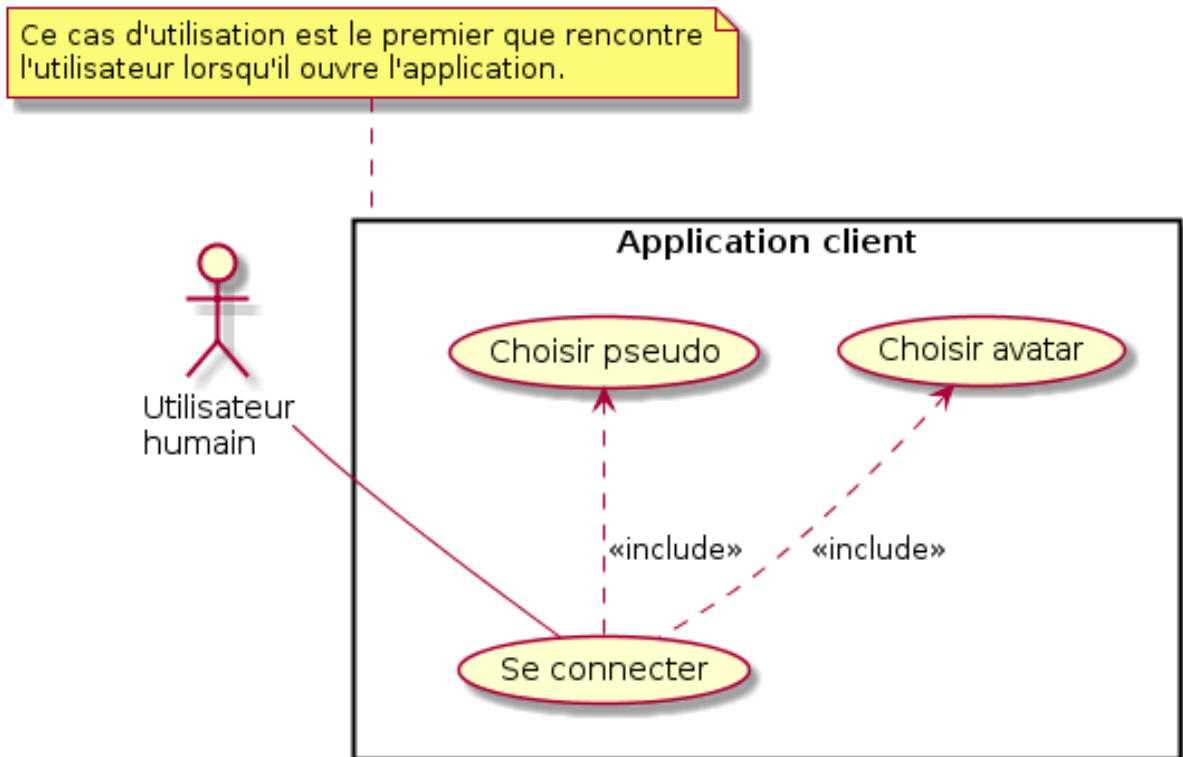 Ce cas d'utilisation est le premier que rencontre
l'utilisateur lorsqu'il ouvre l'application.
Application client
Choisir pseudo
Choisir avatar
Utilisateur
humain
«include»
«include»
Se connecter